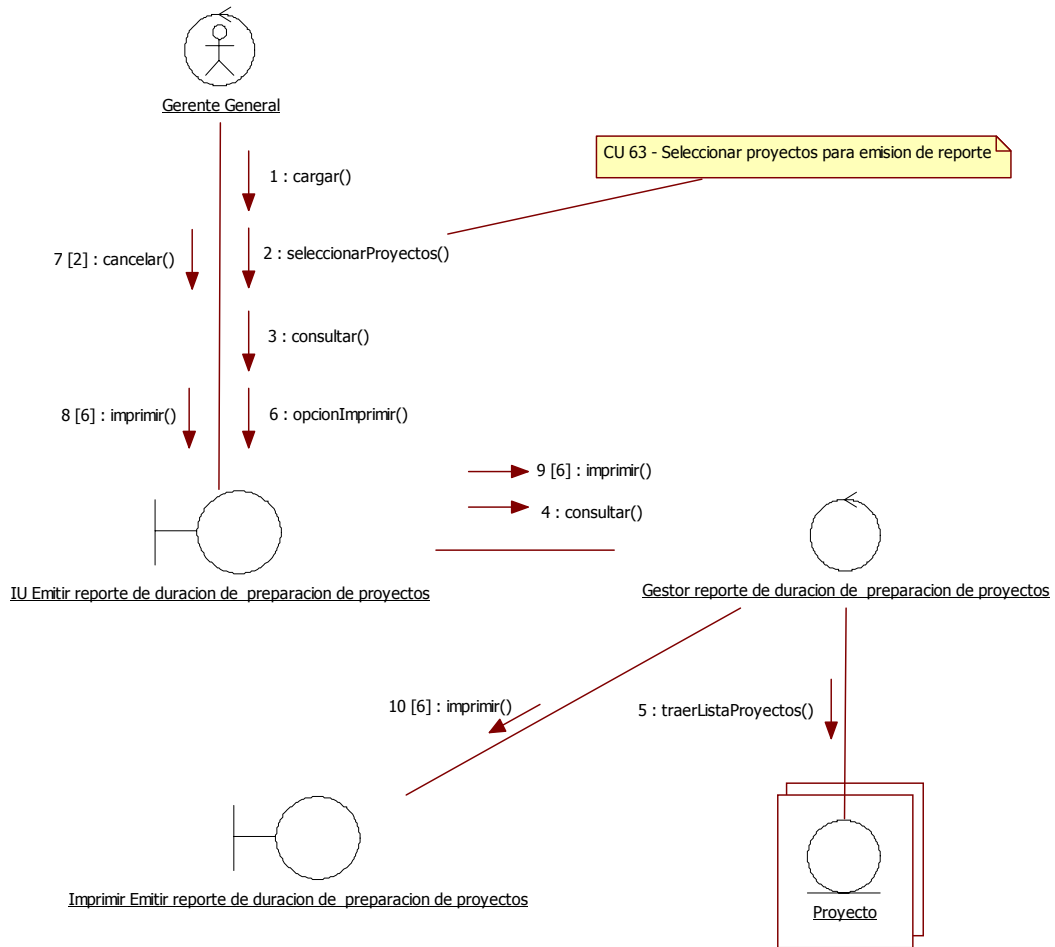 Gerente General
CU 63 - Seleccionar proyectos para emision de reporte
1 : cargar()
7 [2] : cancelar()
2 : seleccionarProyectos()
3 : consultar()
8 [6] : imprimir()
6 : opcionImprimir()
9 [6] : imprimir()
4 : consultar()
IU Emitir reporte de duracion de preparacion de proyectos
Gestor reporte de duracion de preparacion de proyectos
10 [6] : imprimir()
5 : traerListaProyectos()
Imprimir Emitir reporte de duracion de preparacion de proyectos
Proyecto